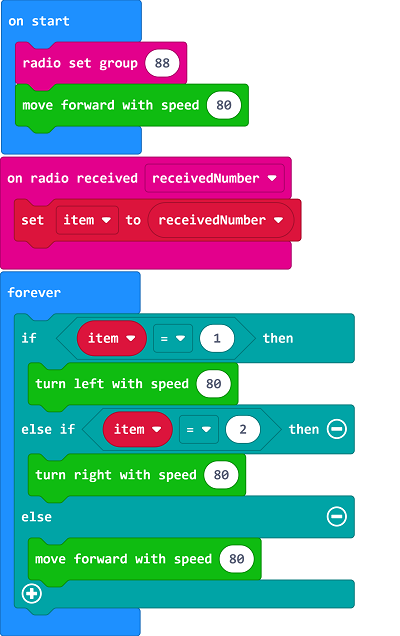 on start
radio set group 88
move forward with speed 80
on radio received receivedNumber
set item to receivedNumber
forever
if item = 1 then
turn left with speed 80
else if item = 2 then
turn right with speed 80
else
move forward with speed 80